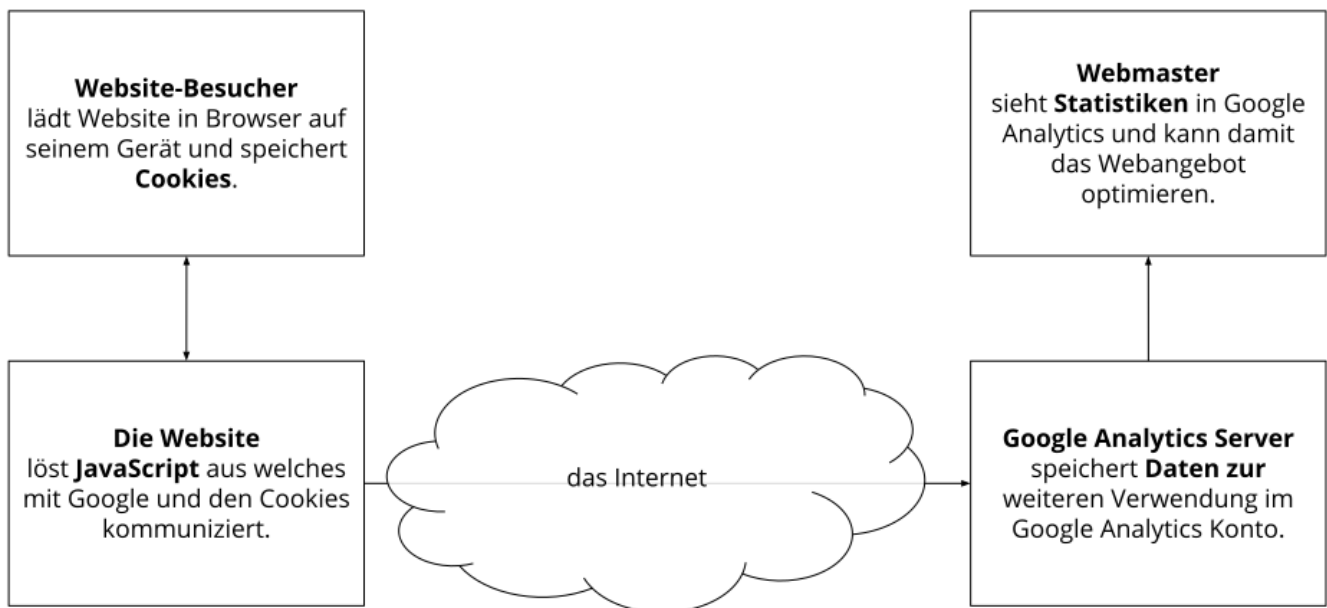 Website-Besucher
lädt Website in Browser auf
seinem Gerät und speichert
Cookies.
Webmaster
sieht Statistiken in Google
Analytics und kann damit
das Webangebot
optimieren.
Die Website
löst JavaScript aus welches
mit Google und den Cookies
kommuniziert.
das Internet
Google Analytics Server
speichert Daten zur
weiteren Verwendung im
Google Analytics Konto.